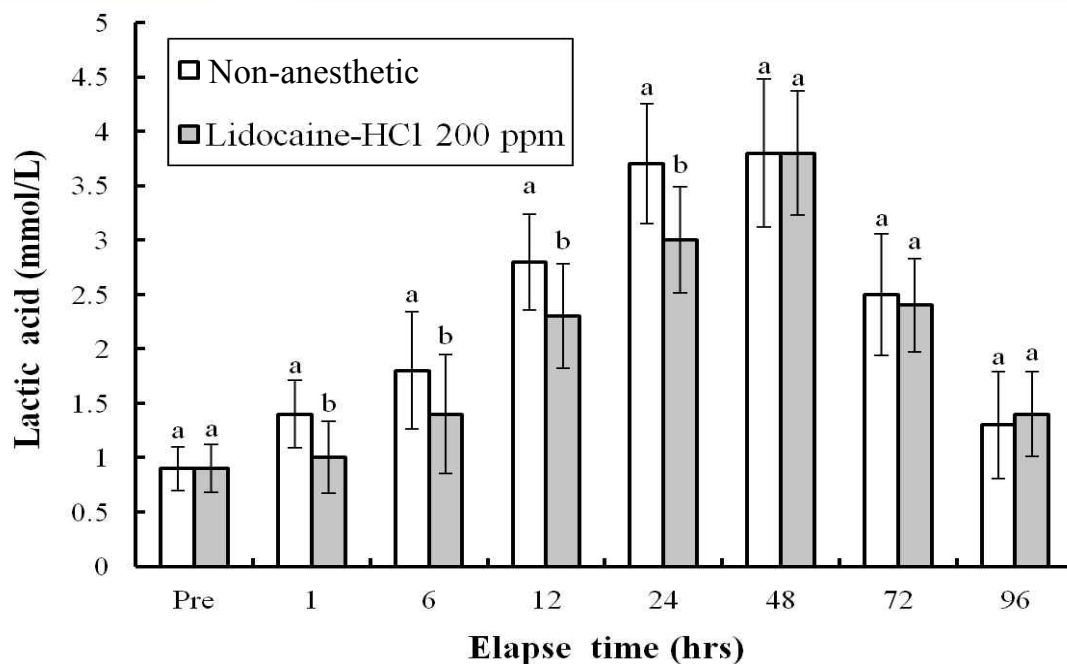 5
4.5
4
3.5
3
2.5
2
1.5
1
0.5
0
Lactic acid (mmol/L)
Non-anesthetic
Lidocaine-HCl 200 ppm
a a
a b
a b
a b
a b
a a
a a
a a
Pre 1 6 12 24 48 72 96
Elapse time (hrs)